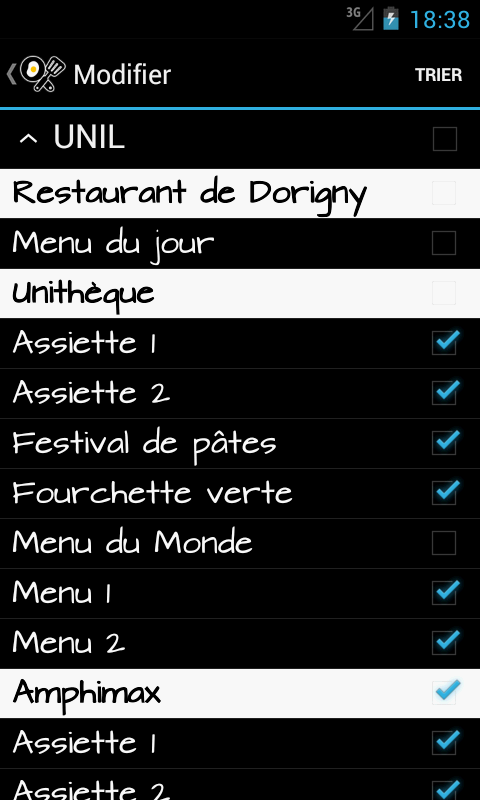 3G 18:38
Modifier TRIER
UNIL
Restaurant de Dorigny
Menu du jour
Unithèque
Assiette 1
Assiette 2
Festival de pâtes
Fourchette verte
Menu du Monde
Menu 1
Menu 2
Amphimax
Assiette 1
Assiette 2